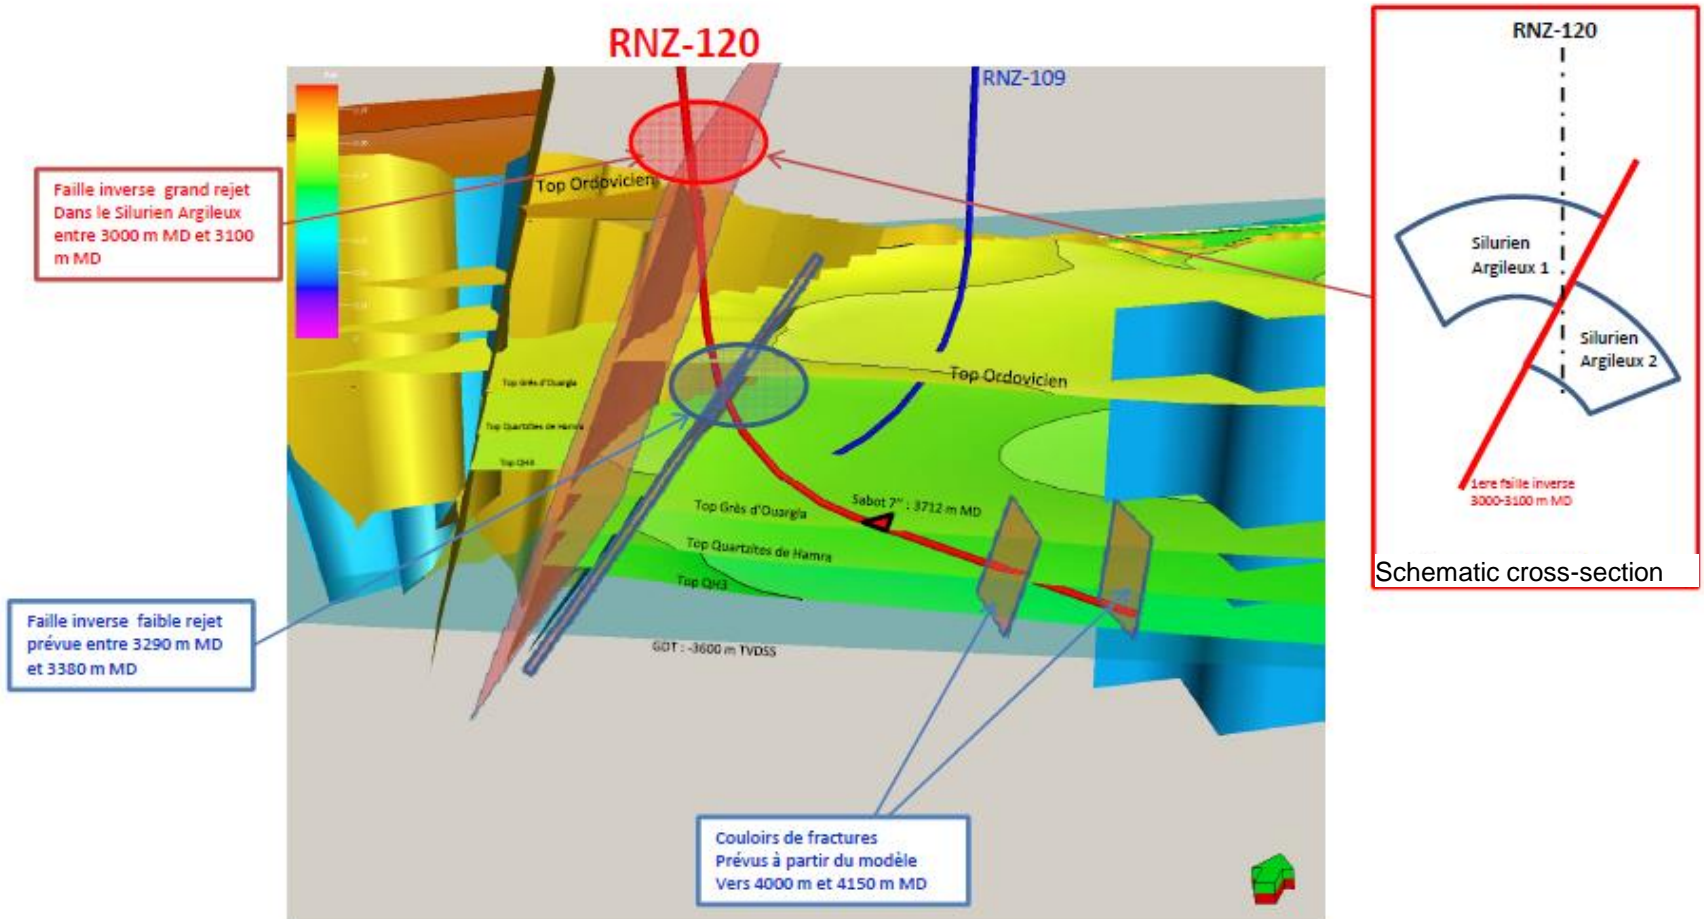 RNZ-120
RNZ-109
Faille inverse grand rejet
Dans le Silurien Argileux
entre 3000 m MD et 3100
m MD
Top Ordovicien
Top Ordovicien
Top Grès d'Ouargla
Top Quartzites de Hamra
Top QH3
Sabot 7" : 3712 m MD
Top Grès d'Ouargla
Top Quartzites de Hamra
Top QH3
GDT : -3600 m TVDSS
Faille inverse faible rejet
prévue entre 3290 m MD
et 3380 m MD
Couloirs de fractures
Prévus à partir du modèle
Vers 4000 m et 4150 m MD
RNZ-120
Silurien
Argileux 1
Silurien
Argileux 2
1ere faille inverse
3000-3100 m MD
Schematic cross-section